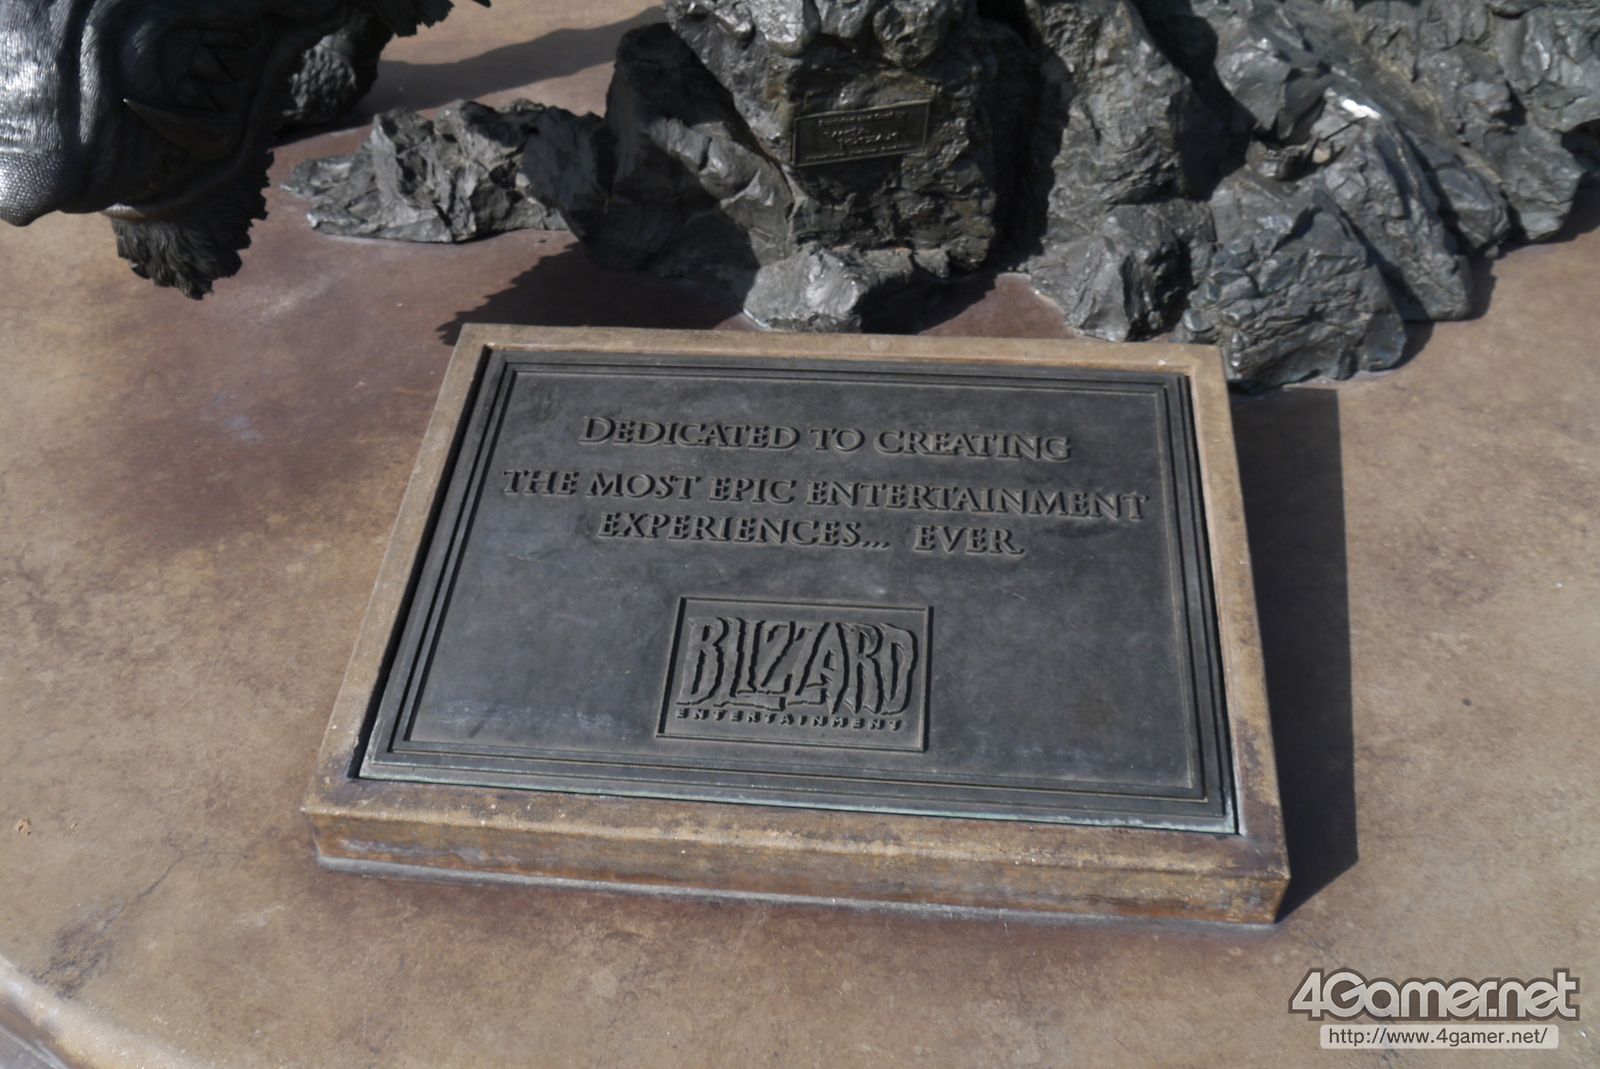 DEDICATED TO CREATING
THE MOST EPIC ENTERTAINMENT
EXPERIENCES... EVER.
BLIZZARD
ENTERTAINMENT
4Gamer.net
http://www.4gamer.net/